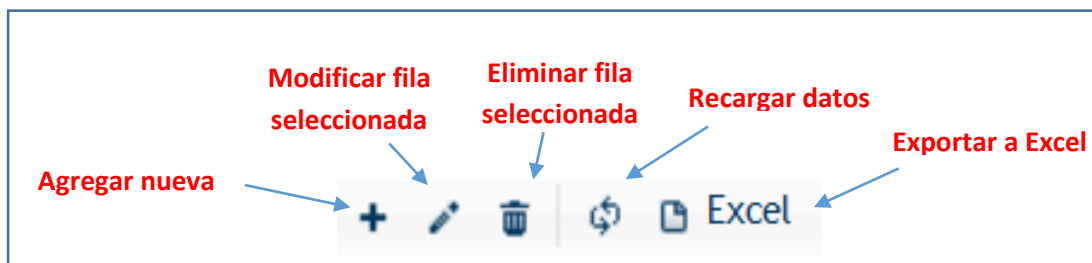 Modificar fila
seleccionada
Eliminar fila
seleccionada
Recargar datos
Exportar a Excel
Agregar nueva
Excel